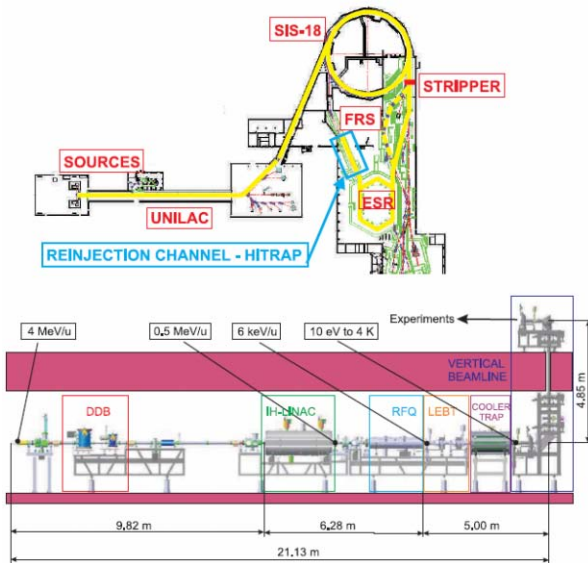 SIS-18
STRIPPER
FRS
SOURCES
ESR
UNILAC
REINJECTION CHANNEL - HITRAP
Experiments
4 MeV/u
0.5 MeV/u
6 keV/u
10 eV to 4 K
VERTICAL
BEAMLINE
4.85 m
DDB
IH-LINAC
RFQ
LEBT
COOLER
TRAP
9.82 m
6.28 m
5.00 m
21.13 m